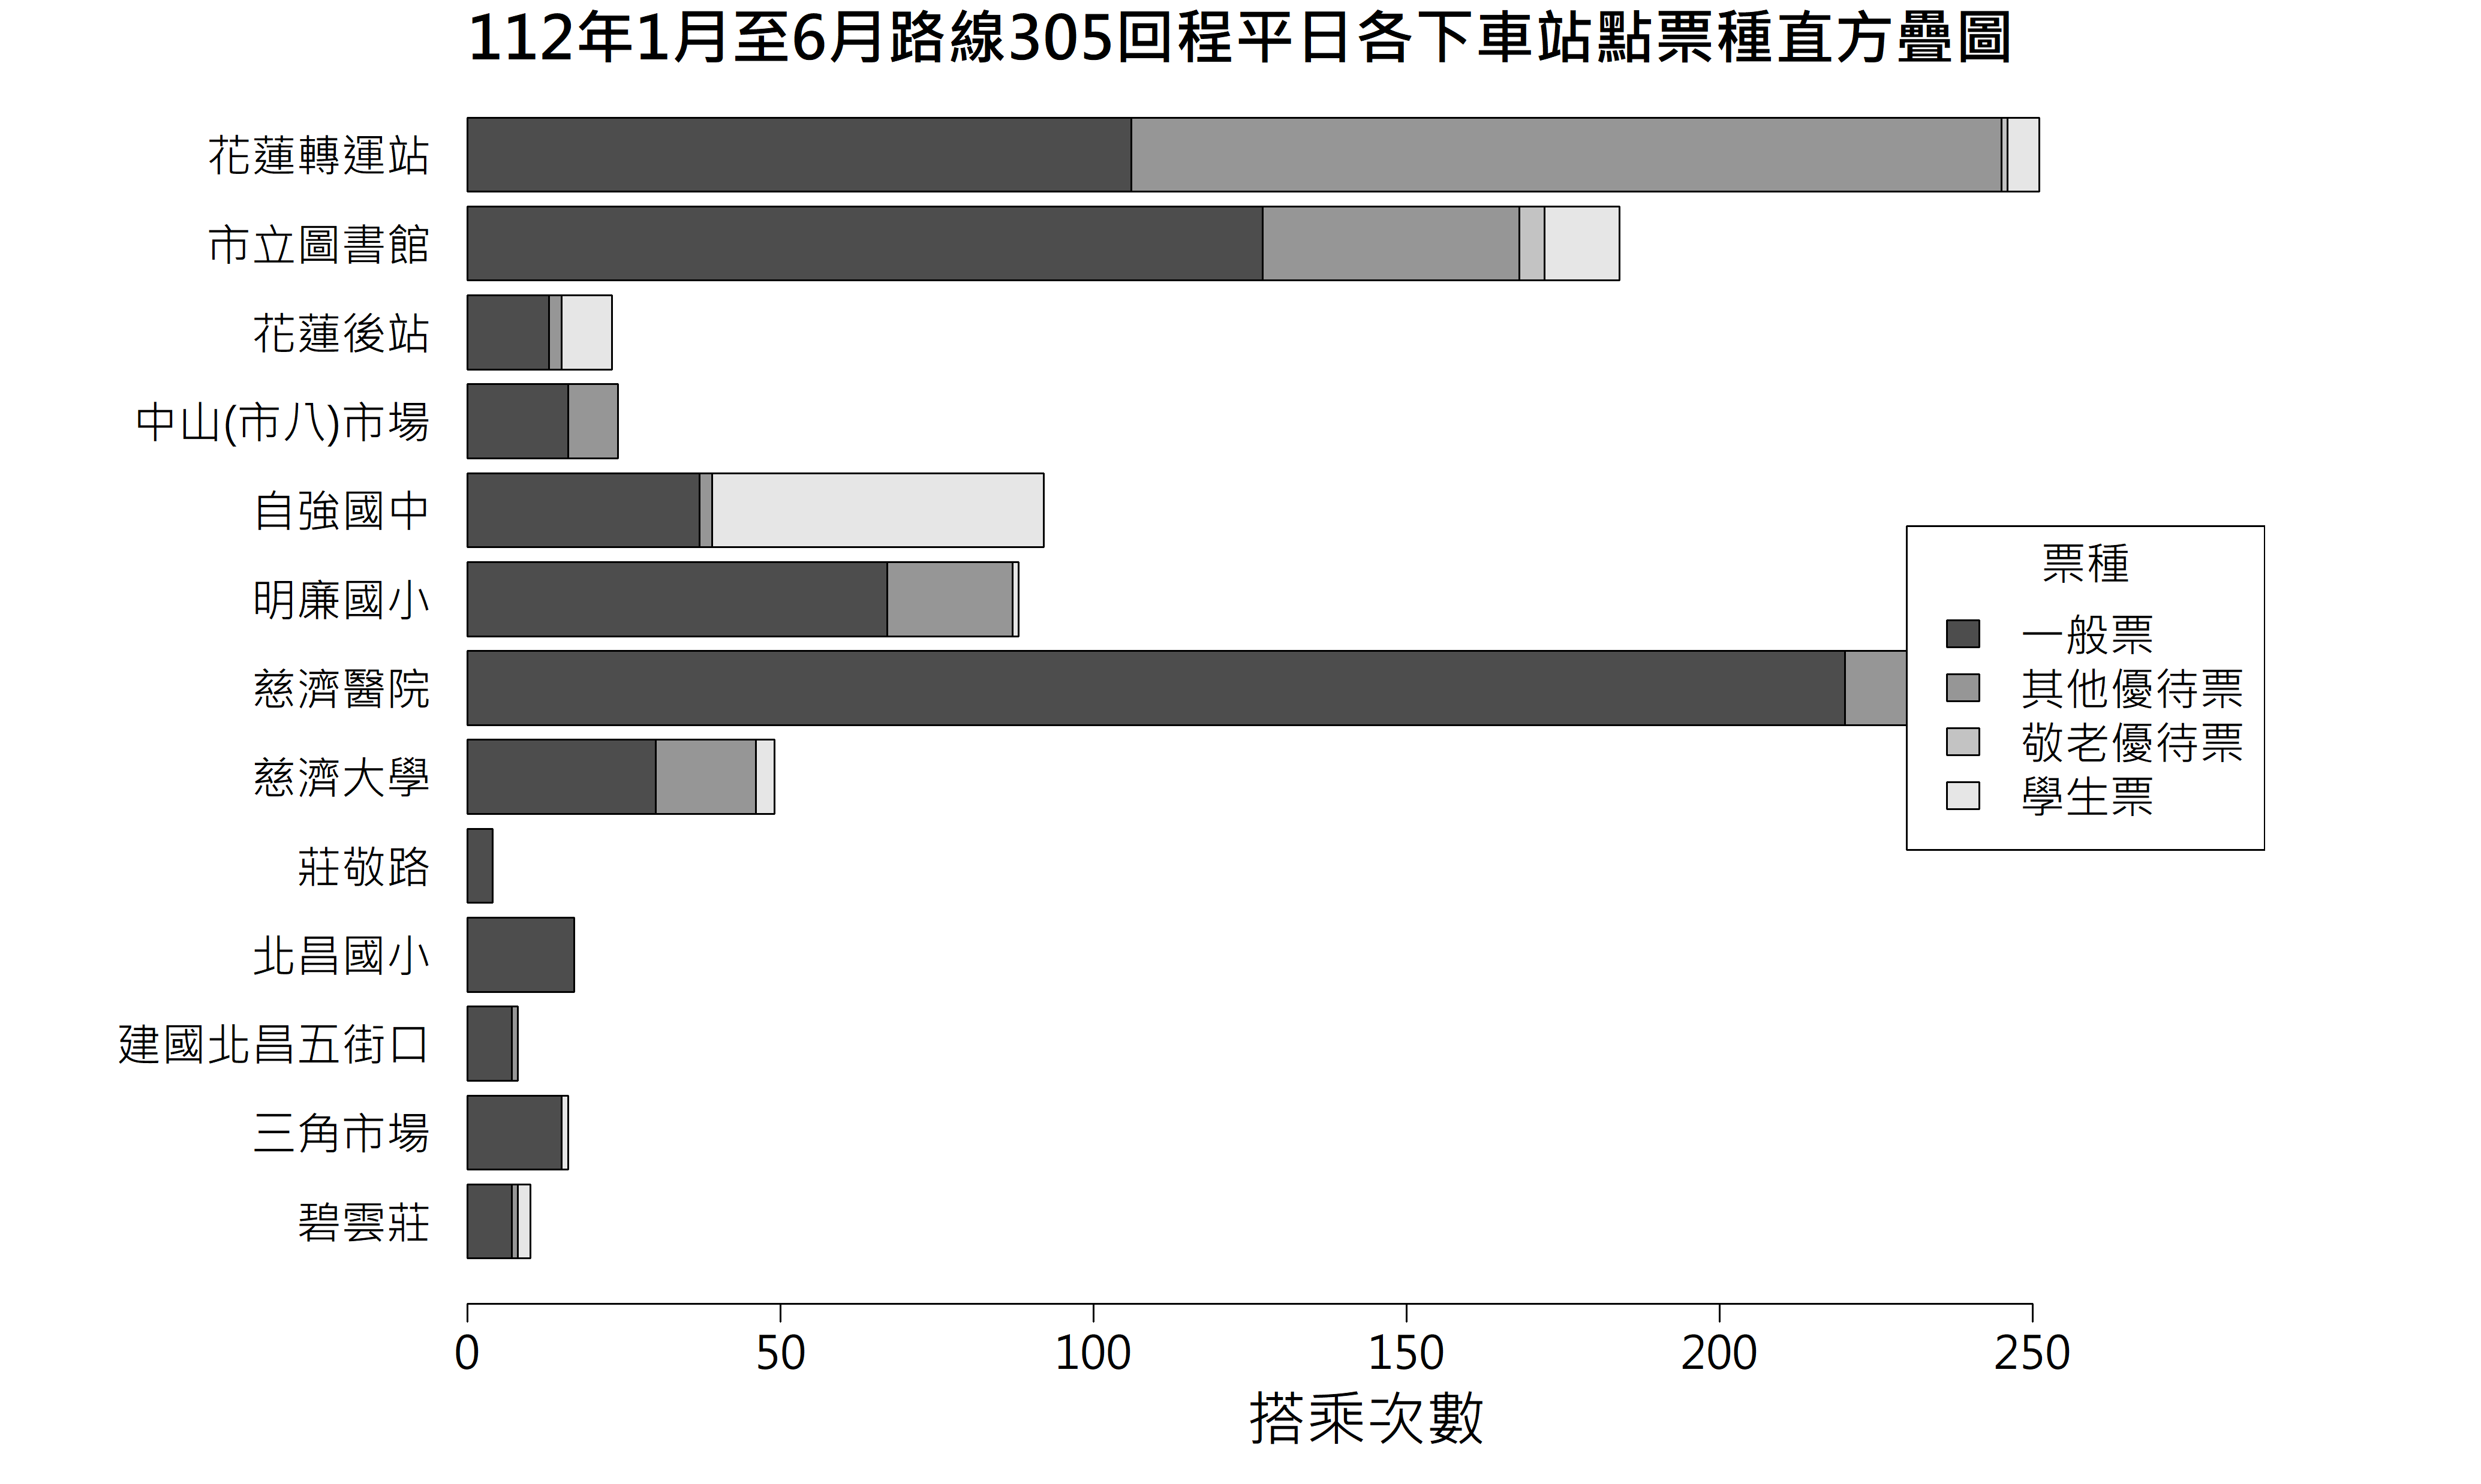 112年1月至6月路線305回程平日各下車站點票種直方疊圖
花蓮轉運站
市立圖書館
花蓮後站
中山(市八)市場
自強國中
明廉國小
慈濟醫院
慈濟大學
莊敬路
北昌國小
建國北昌五街口
三角市場
碧雲莊
票種
一般票
其他優待票
敬老優待票
學生票
0 50 100 150 200 250
搭乘次數